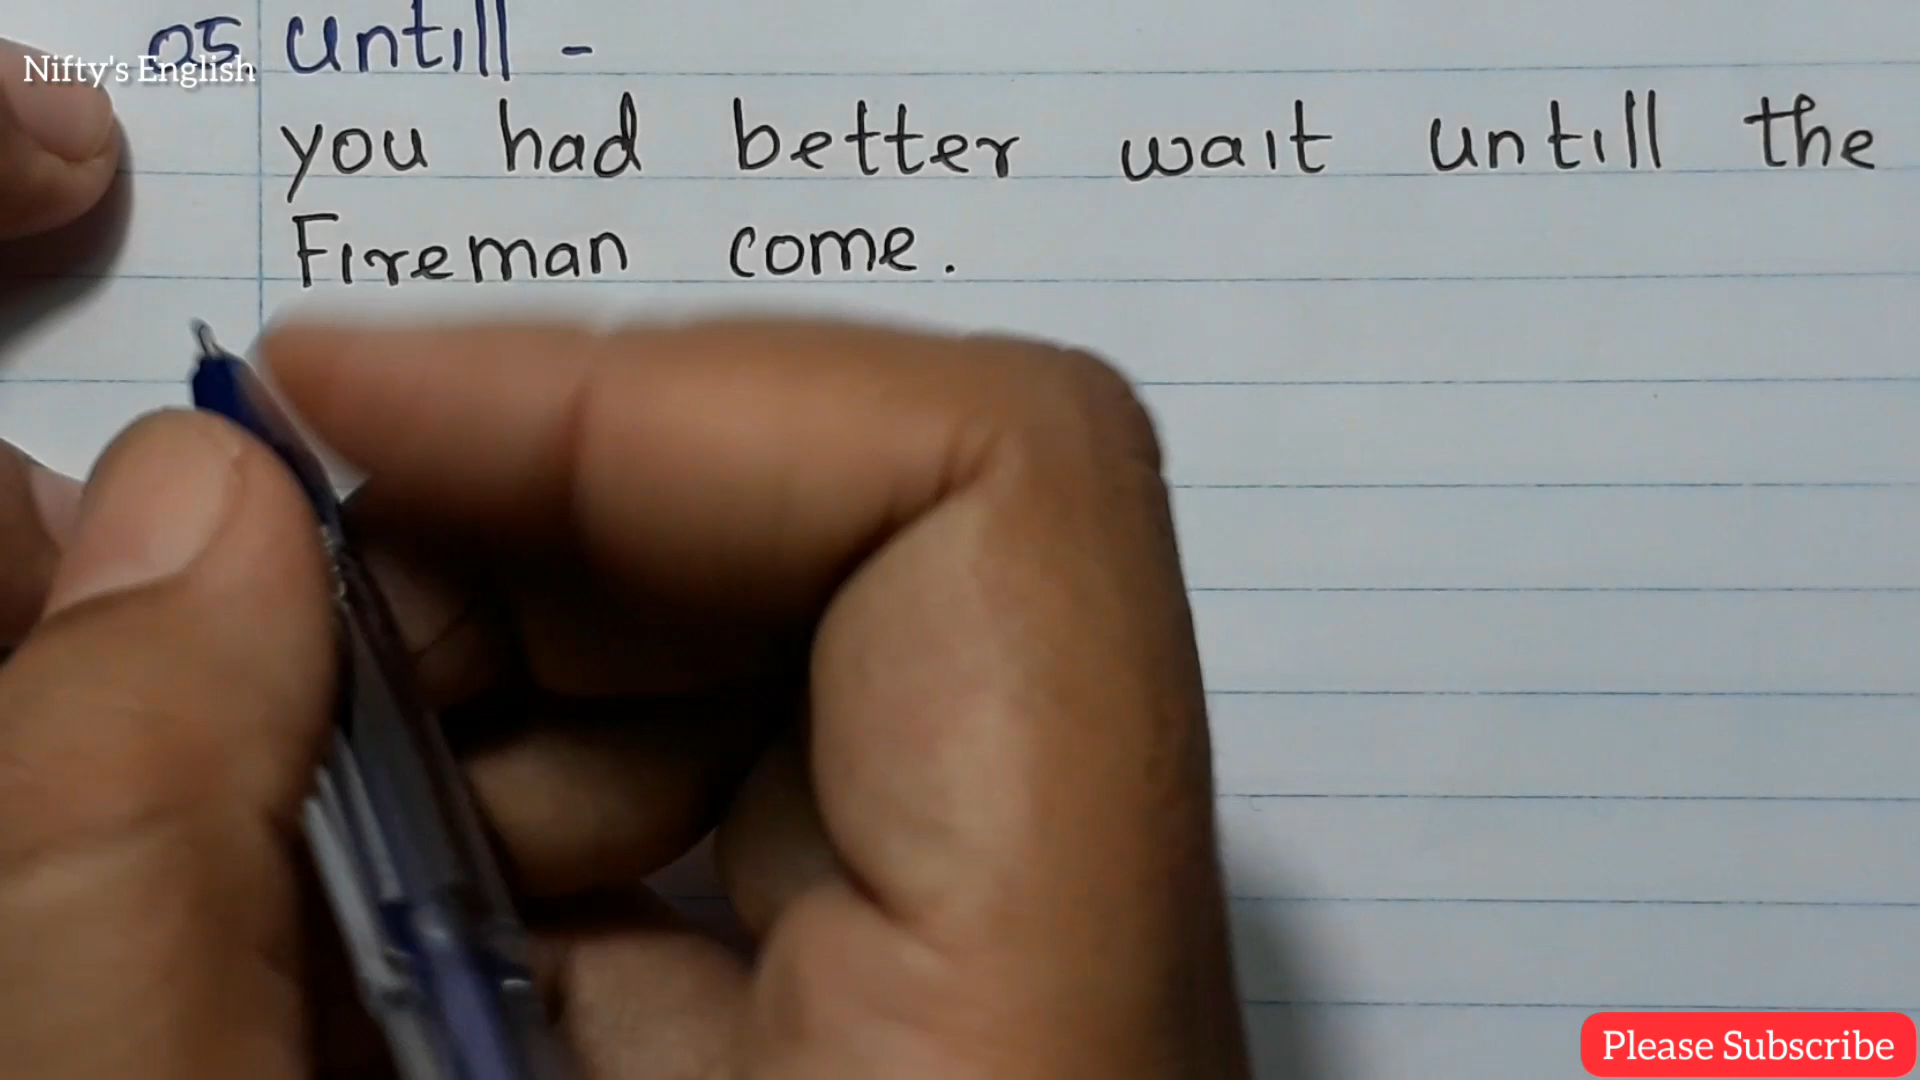 05. Untill -
Nifty's English
you had better wait untill the
Fireman come.
Please Subscribe